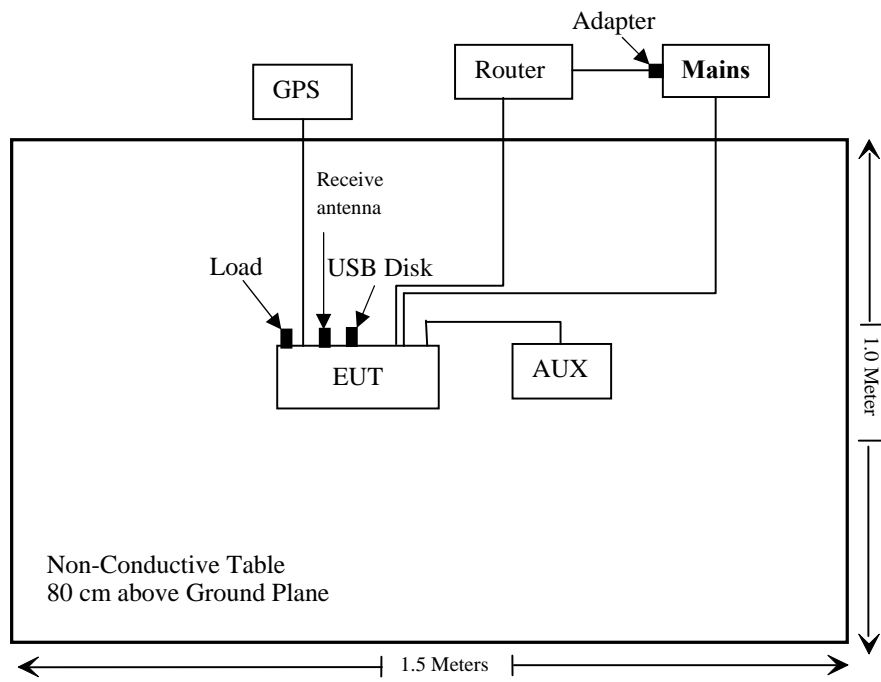 Adapter
Router
Mains
GPS
Receive
antenna
Load
USB Disk
EUT
AUX
1.0 Meter
Non-Conductive Table
80 cm above Ground Plane
1.5 Meters